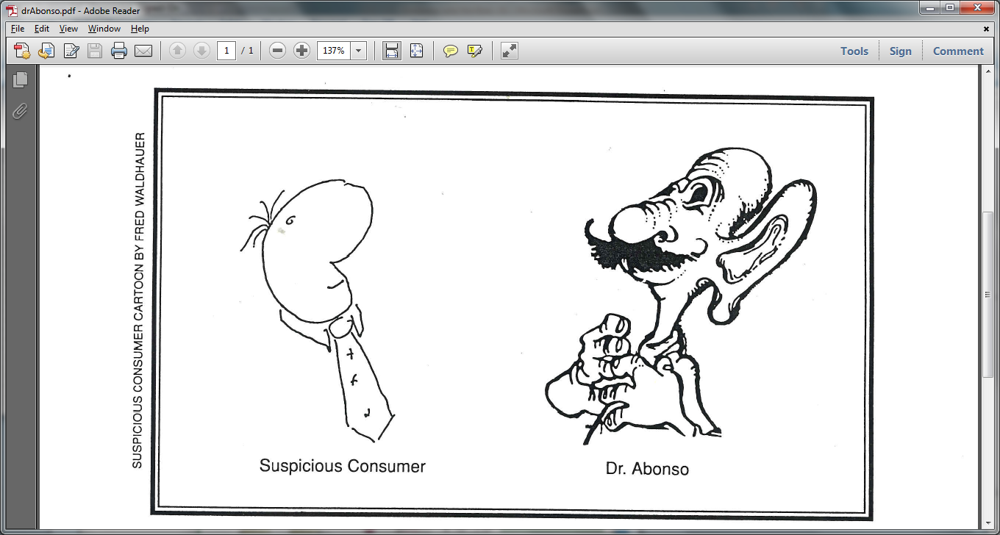 drAbonso.pdf - Adobe Reader
File Edit View Window Help
1 / 1 137% Tools Sign Comment
SUSPICIOUS CONSUMER CARTOON BY FRED WALDHAUER
Suspicious Consumer
Dr. Abonso